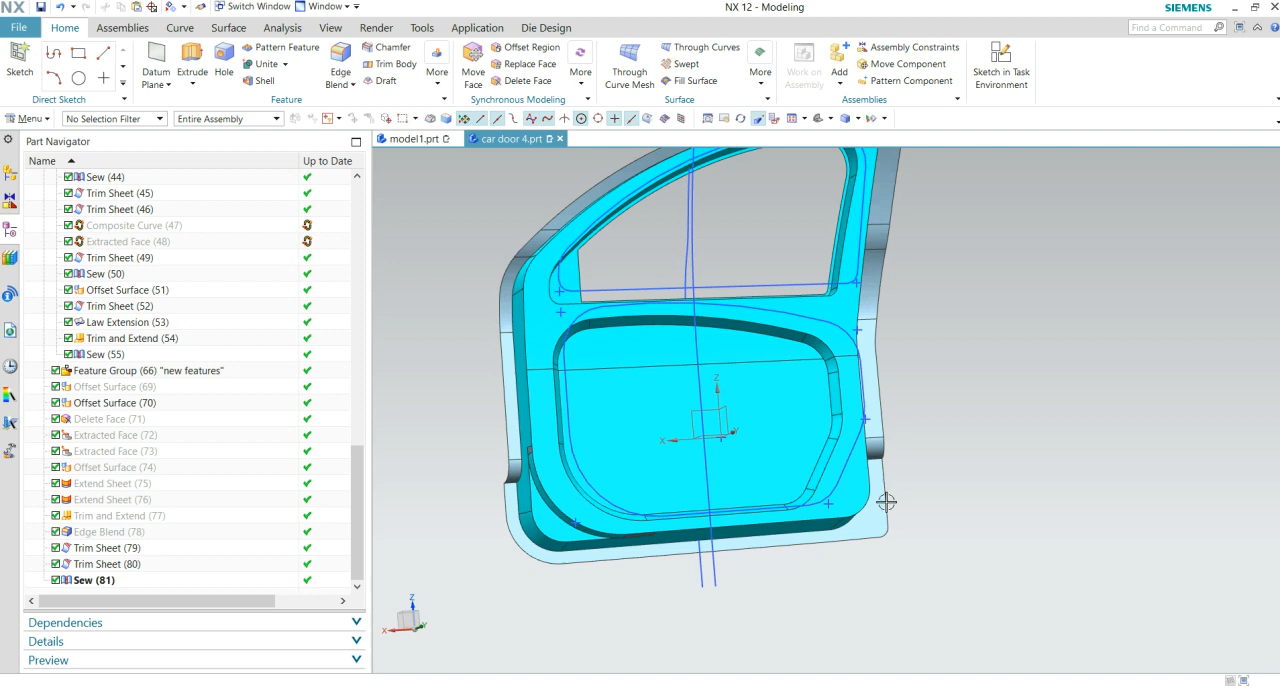 NX
Switch Window
Window
NX 12 - Modeling
SIEMENS
File
Home
Assemblies
Curve
Surface
Analysis
View
Render
Tools
Application
Die Design
Find a Command
Sketch
Direct Sketch
Datum Plane
Extrude
Hole
Pattern Feature
Unite
Shell
Edge Blend
Chamfer
Trim Body
Draft
More
Feature
Move Face
Offset Region
Replace Face
Delete Face
More
Synchronous Modeling
Through Curve Mesh
Through Curves
Swept
Fill Surface
More
Surface
Work on Assembly
Add
Assembly Constraints
Move Component
Pattern Component
Assemblies
Sketch in Task Environment
Menu
No Selection Filter
Entire Assembly
Part Navigator
model1.prt
car door 4.prt
Name
Up to Date
Sew (44)
Trim Sheet (45)
Trim Sheet (46)
Composite Curve (47)
Extracted Face (48)
Trim Sheet (49)
Sew (50)
Offset Surface (51)
Trim Sheet (52)
Law Extension (53)
Trim and Extend (54)
Sew (55)
Feature Group (66) "new features"
Offset Surface (69)
Offset Surface (70)
Delete Face (71)
Extracted Face (72)
Extracted Face (73)
Offset Surface (74)
Extend Sheet (75)
Extend Sheet (76)
Trim and Extend (77)
Edge Blend (78)
Trim Sheet (79)
Trim Sheet (80)
Sew (81)
Dependencies
Details
Preview
Z
X
Y
Z
X
Y